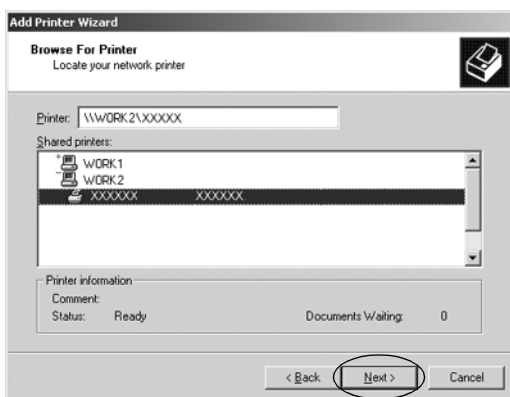 Add Printer Wizard
Browse For Printer
Locate your network printer
Printer: \\WORK2\XXXXX
Shared printers:
WORK1
WORK2
XXXXXX XXXXXX
Printer information
Comment:
Status: Ready Documents Waiting: 0
< Back Next > Cancel